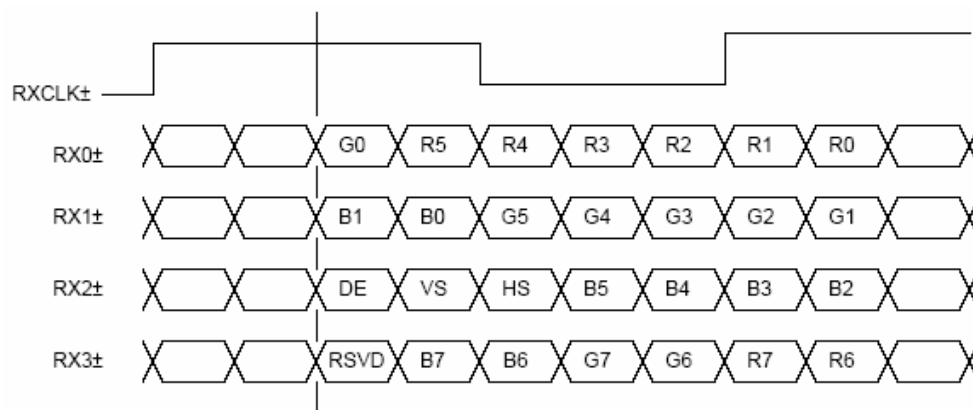 RXCLK±
RX0± G0 R5 R4 R3 R2 R1 R0
RX1± B1 B0 G5 G4 G3 G2 G1
RX2± DE VS HS B5 B4 B3 B2
RX3± RSVD B7 B6 G7 G6 R7 R6